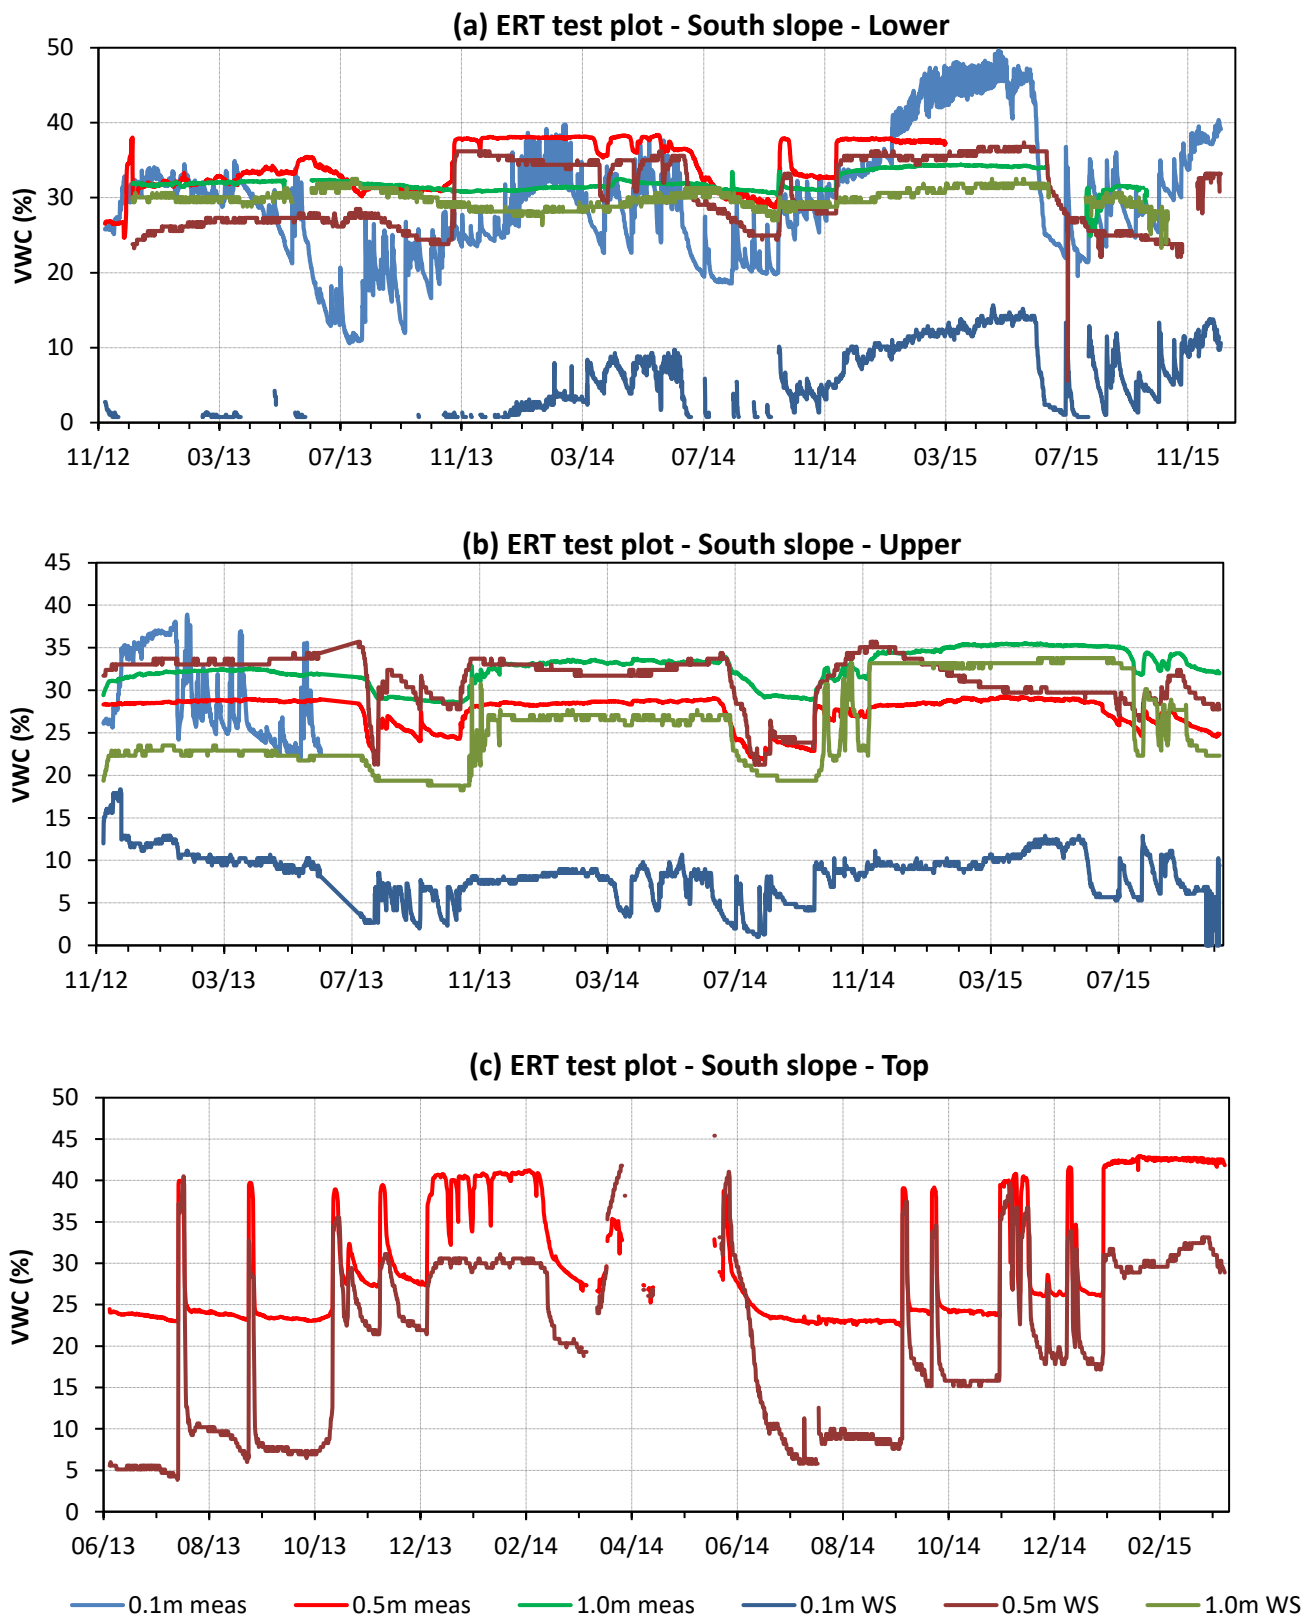 (a) ERT test plot - South slope - Lower
50
40
30
20
10
0
VWC (%)
11/12 03/13 07/13 11/13 03/14 07/14 11/14 03/15 07/15 11/15
(b) ERT test plot - South slope - Upper
45
40
35
30
25
20
15
10
5
0
VWC (%)
11/12 03/13 07/13 11/13 03/14 07/14 11/14 03/15 07/15
(c) ERT test plot - South slope - Top
50
45
40
35
30
25
20
15
10
5
0
VWC (%)
06/13 08/13 10/13 12/13 02/14 04/14 06/14 08/14 10/14 12/14 02/15
0.1m meas 0.5m meas 1.0m meas 0.1m WS 0.5m WS 1.0m WS